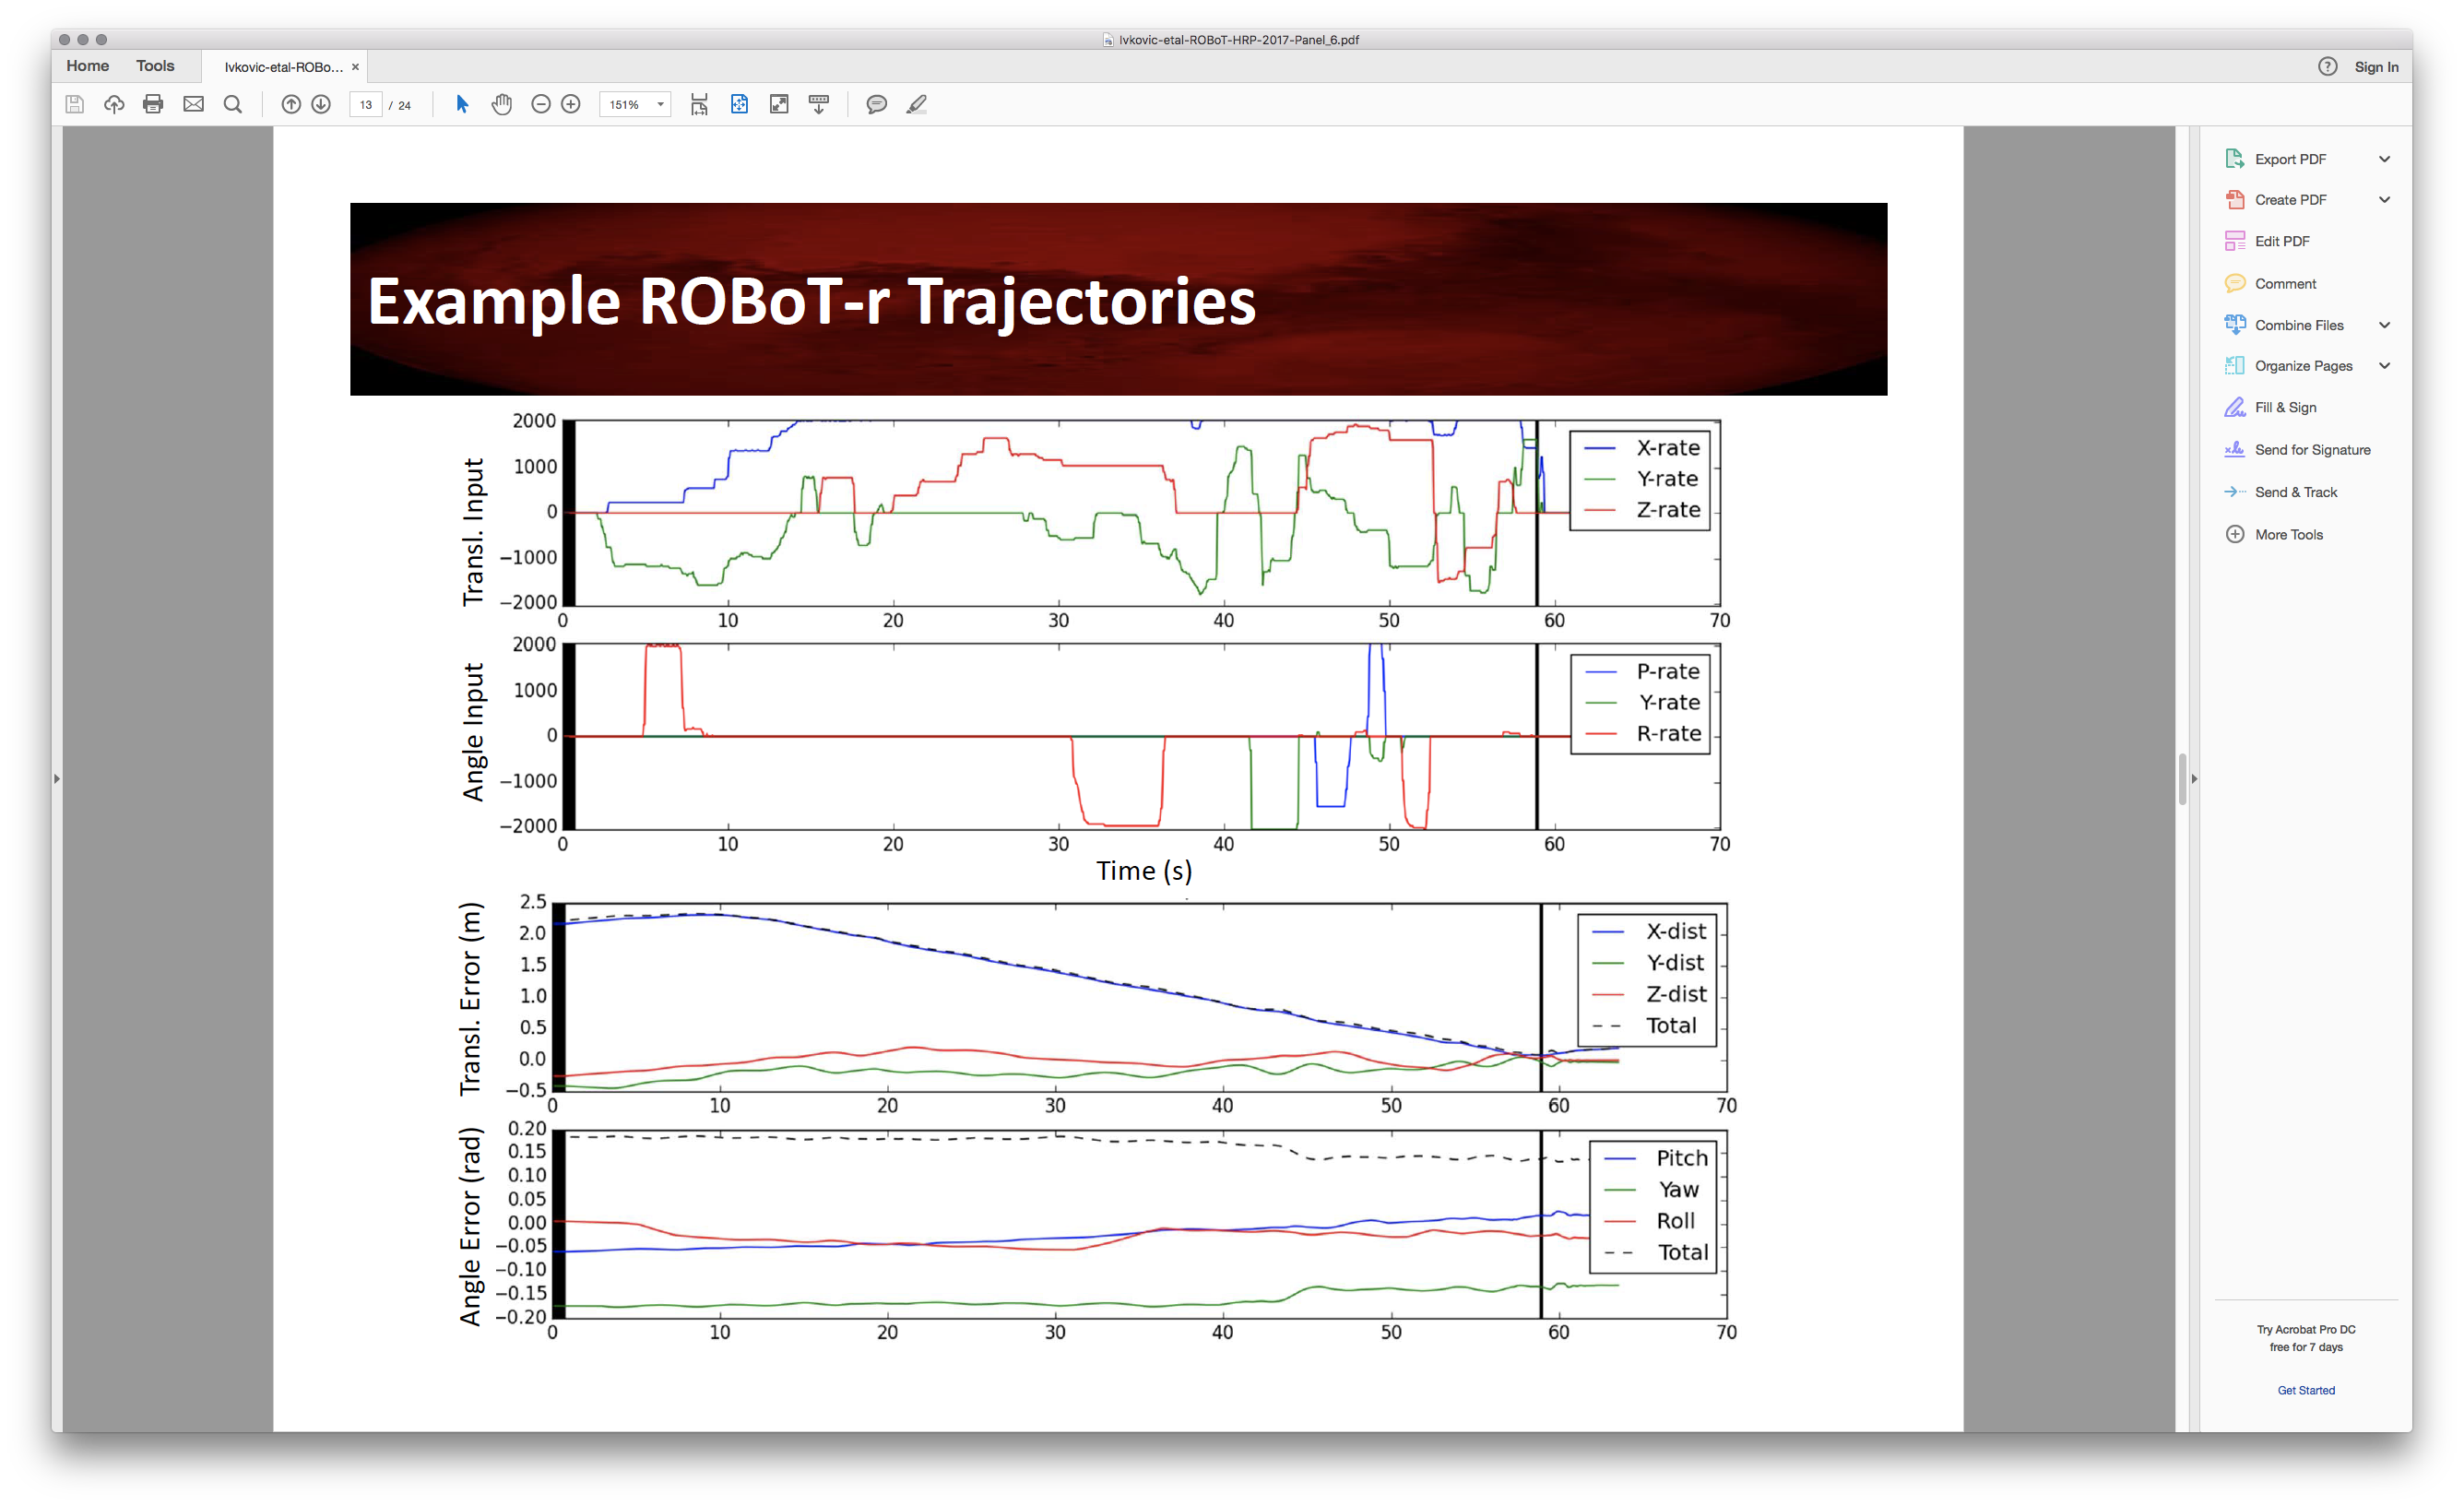 Ivkovic-etal-ROBoT-HRP-2017-Panel_6.pdf
Home Tools Ivkovic-etal-ROBo... × ? Sign In
13 / 24 151%
Export PDF
Create PDF
Edit PDF
Comment
Combine Files
Organize Pages
Fill & Sign
Send for Signature
Send & Track
More Tools
Try Acrobat Pro DC
free for 7 days
Get Started
Example ROBoT-r Trajectories
Transl. Input
2000
1000
0
−1000
−2000
0 10 20 30 40 50 60 70
X-rate
Y-rate
Z-rate
Angle Input
2000
1000
0
−1000
−2000
0 10 20 30 40 50 60 70
P-rate
Y-rate
R-rate
Time (s)
Transl. Error (m)
2.5
2.0
1.5
1.0
0.5
0.0
−0.5
0 10 20 30 40 50 60 70
X-dist
Y-dist
Z-dist
Total
Angle Error (rad)
0.20
0.15
0.10
0.05
0.00
−0.05
−0.10
−0.15
−0.20
0 10 20 30 40 50 60 70
Pitch
Yaw
Roll
Total